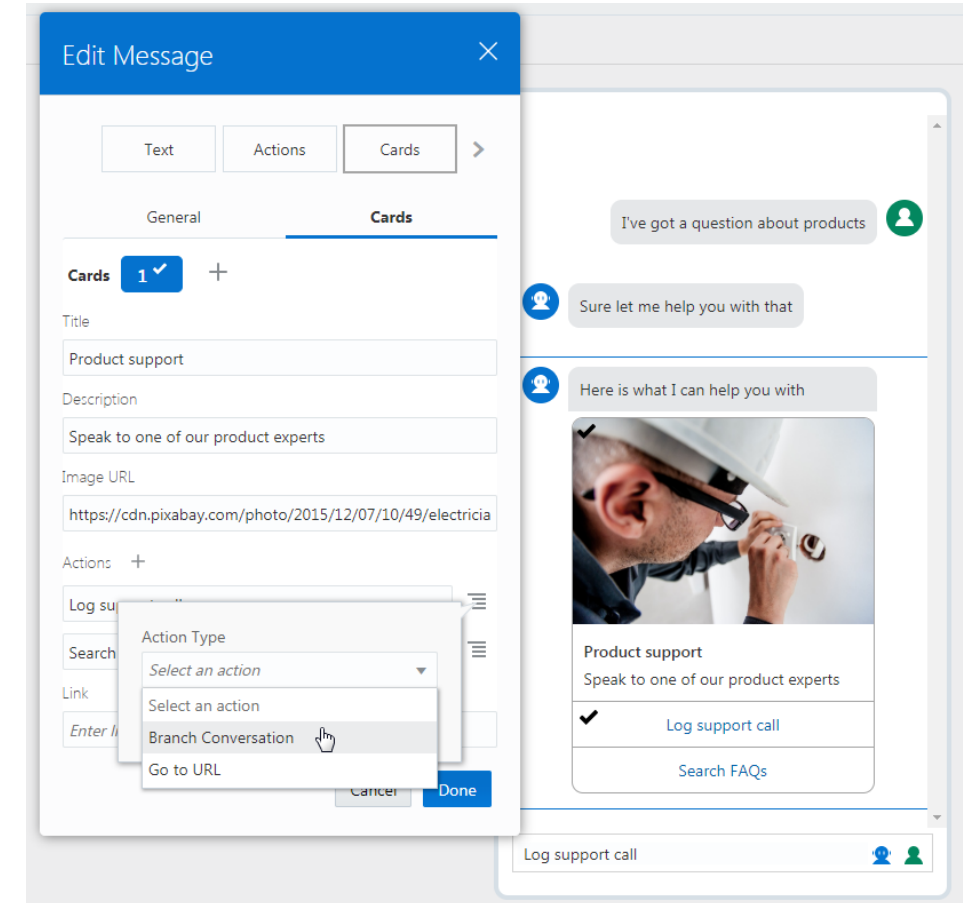 Edit Message
Text
Actions
Cards
General
Cards
Cards
1
Title
Product support
Description
Speak to one of our product experts
Image URL
https://cdn.pixabay.com/photo/2015/12/07/10/49/electricia
Actions
Log su
Search
Link
Enter
Action Type
Select an action
Select an action
Branch Conversation
Go to URL
Cancel
Done
I've got a question about products
Sure let me help you with that
Here is what I can help you with
Product support
Speak to one of our product experts
Log support call
Search FAQs
Log support call